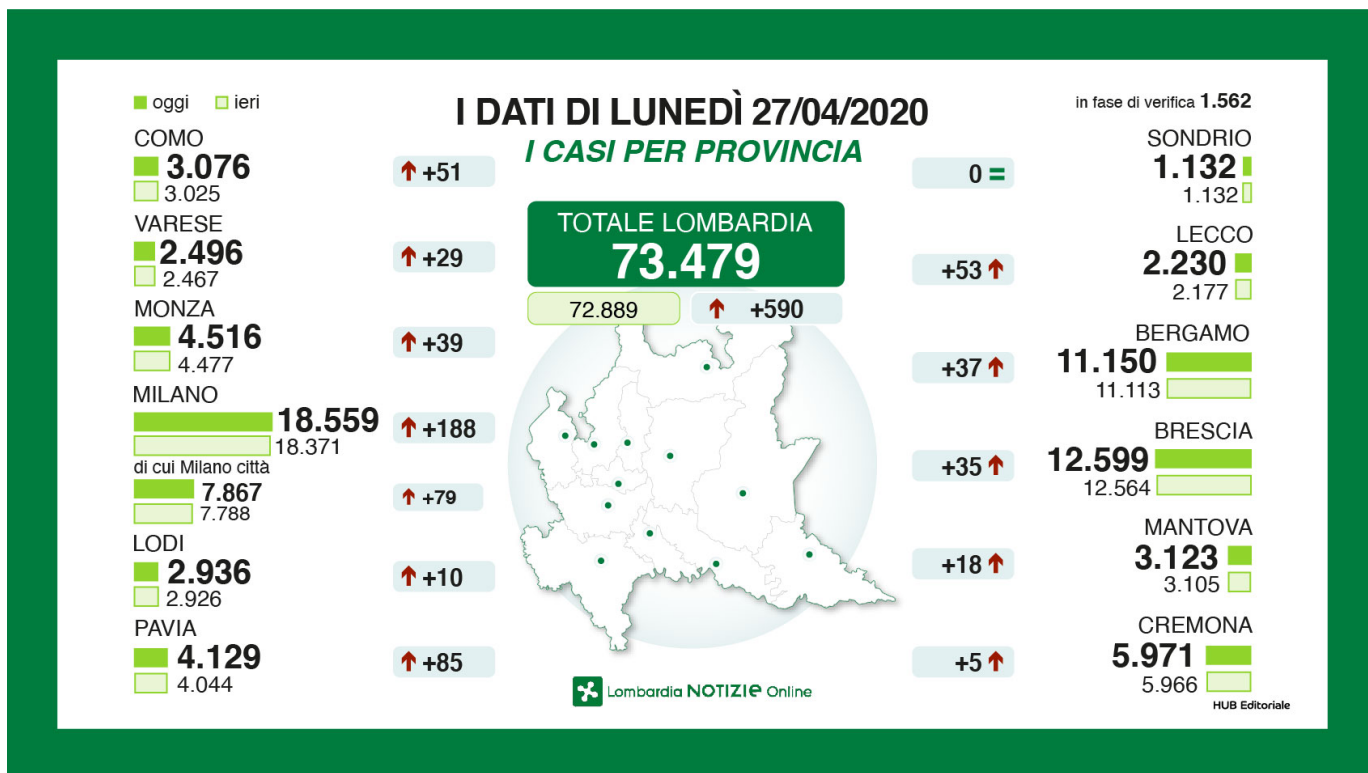 oggi ieri
I DATI DI LUNEDÌ 27/04/2020
I CASI PER PROVINCIA
in fase di verifica 1.562
COMO
3.076
3.025
+51
VARESE
2.496
2.467
+29
MONZA
4.516
4.477
+39
MILANO
18.559
18.371
+188
di cui Milano città
7.867
7.788
+79
LODI
2.936
2.926
+10
PAVIA
4.129
4.044
+85
TOTALE LOMBARDIA
73.479
72.889
+590
Lombardia NOTIZIE Online
SONDRIO
1.132
1.132
0 =
LECCO
2.230
2.177
+53
BERGAMO
11.150
11.113
+37
BRESCIA
12.599
12.564
+35
MANTOVA
3.123
3.105
+18
CREMONA
5.971
5.966
+5
HUB Editoriale